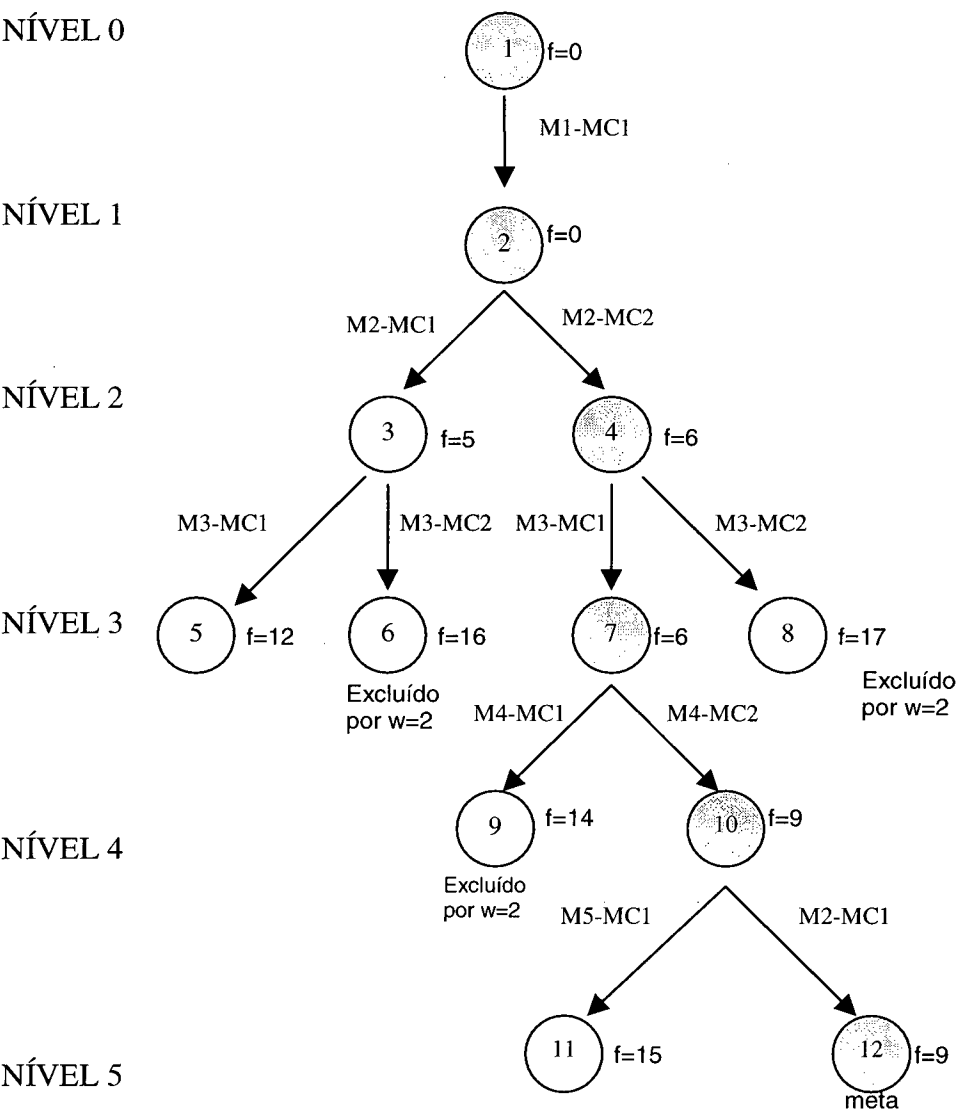 NÍVEL 0
1 f=0
M1-MC1
NÍVEL 1
2 f=0
M2-MC1 M2-MC2
NÍVEL 2
3 f=5 4 f=6
M3-MC1 M3-MC2 M3-MC1 M3-MC2
NÍVEL 3
5 f=12 6 f=16 7 f=6 8 f=17
Excluído
por w=2
Excluído
por w=2
M4-MC1 M4-MC2
NÍVEL 4
9 f=14 10 f=9
Excluído
por w=2
M5-MC1 M2-MC1
NÍVEL 5
11 f=15 12 f=9
meta